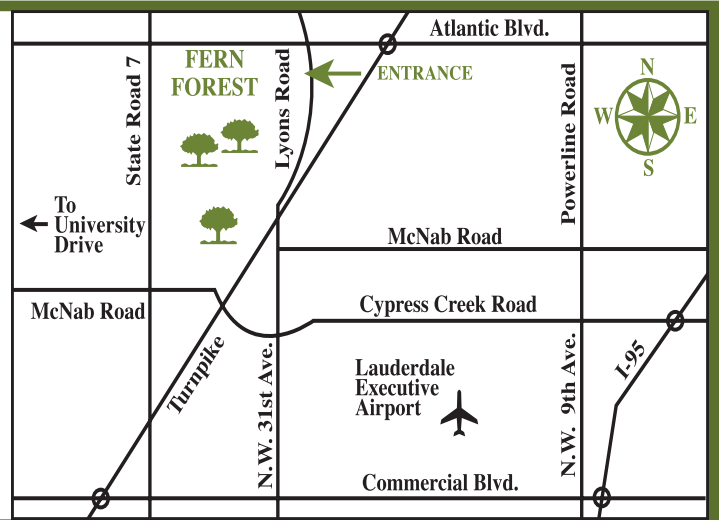 Atlantic Blvd.
State Road 7
FERN
FOREST
Lyons Road
ENTRANCE
Powerline Road
N
W
E
S
To
University
Drive
McNab Road
McNab Road
Cypress Creek Road
Turnpike
N.W. 31st Ave.
Lauderdale
Executive
Airport
N.W. 9th Ave.
I-95
Commercial Blvd.